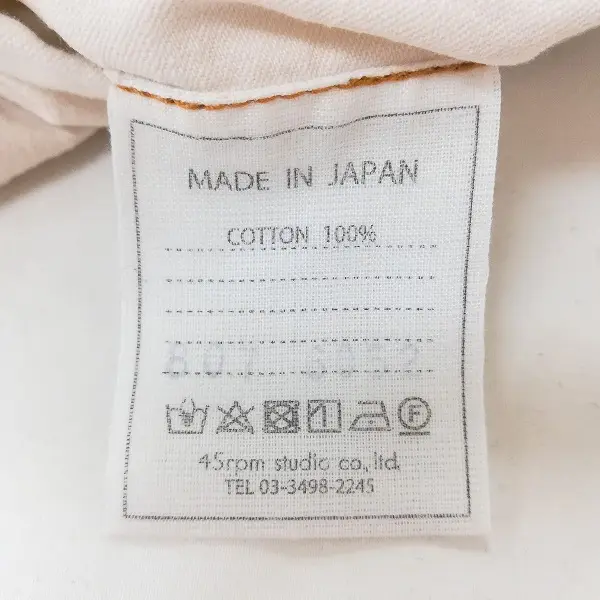 MADE IN JAPAN
COTTON 100%
45rpm studio co., ltd.
TEL 03-3498-2245